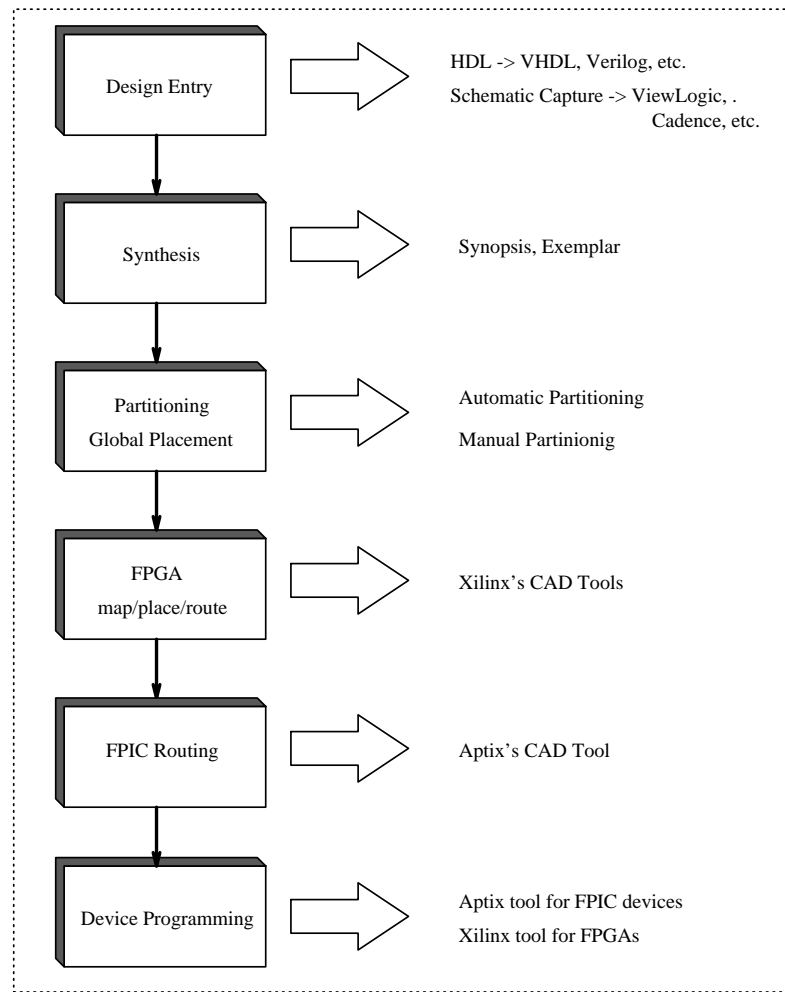 Design Entry
HDL -> VHDL, Verilog, etc.
Schematic Capture -> ViewLogic, .
Cadence, etc.
Synthesis
Synopsis, Exemplar
Partitioning
Global Placement
Automatic Partitioning
Manual Partinionig
FPGA
map/place/route
Xilinx's CAD Tools
FPIC Routing
Aptix's CAD Tool
Device Programming
Aptix tool for FPIC devices
Xilinx tool for FPGAs